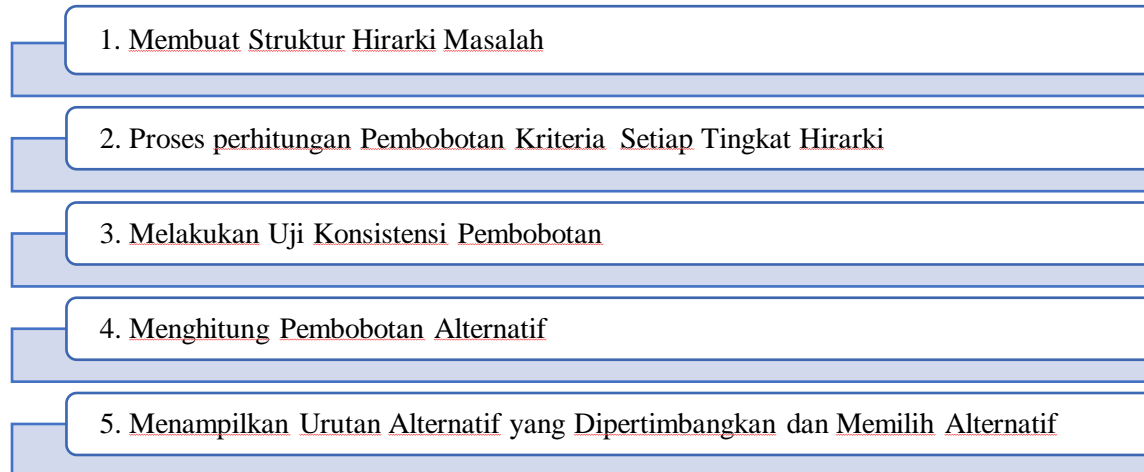 1. Membuat Struktur Hirarki Masalah
2. Proses perhitungan Pembobotan Kriteria Setiap Tingkat Hirarki
3. Melakukan Uji Konsistensi Pembobotan
4. Menghitung Pembobotan Alternatif
5. Menampilkan Urutan Alternatif yang Dipertimbangkan dan Memilih Alternatif